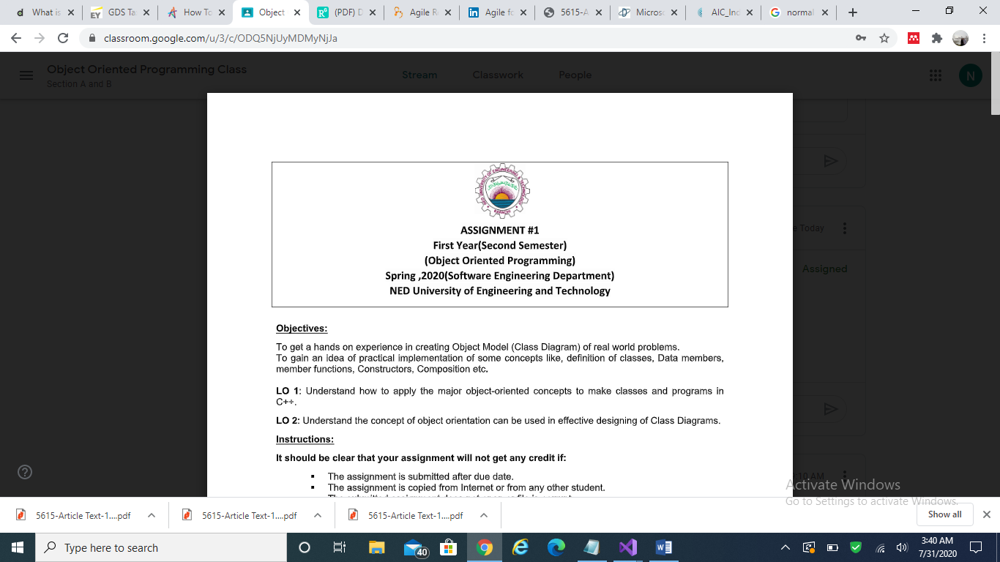 What is
GDS Ta
How To
Object
(PDF) D
Agile R
Agile fo
5615-A
Microso
AIC_Ind
normal
classroom.google.com/u/3/c/ODQ5NjUyMDMyNjJa
Object Oriented Programming Class
Section A and B
Stream
Classwork
People
N
e Today
Assigned
ASSIGNMENT #1
First Year(Second Semester)
(Object Oriented Programming)
Spring ,2020(Software Engineering Department)
NED University of Engineering and Technology
Objectives:
To get a hands on experience in creating Object Model (Class Diagram) of real world problems.
To gain an idea of practical implementation of some concepts like, definition of classes, Data members,
member functions, Constructors, Composition etc.
LO 1: Understand how to apply the major object-oriented concepts to make classes and programs in
C++.
LO 2: Understand the concept of object orientation can be used in effective designing of Class Diagrams.
Instructions:
It should be clear that your assignment will not get any credit if:
▪ The assignment is submitted after due date.
▪ The assignment is copied from Internet or from any other student.
:10 AM
Activate Windows
Go to Settings to activate Windows.
5615-Article Text-1....pdf
5615-Article Text-1....pdf
5615-Article Text-1....pdf
Show all
Type here to search
40
3:40 AM
7/31/2020